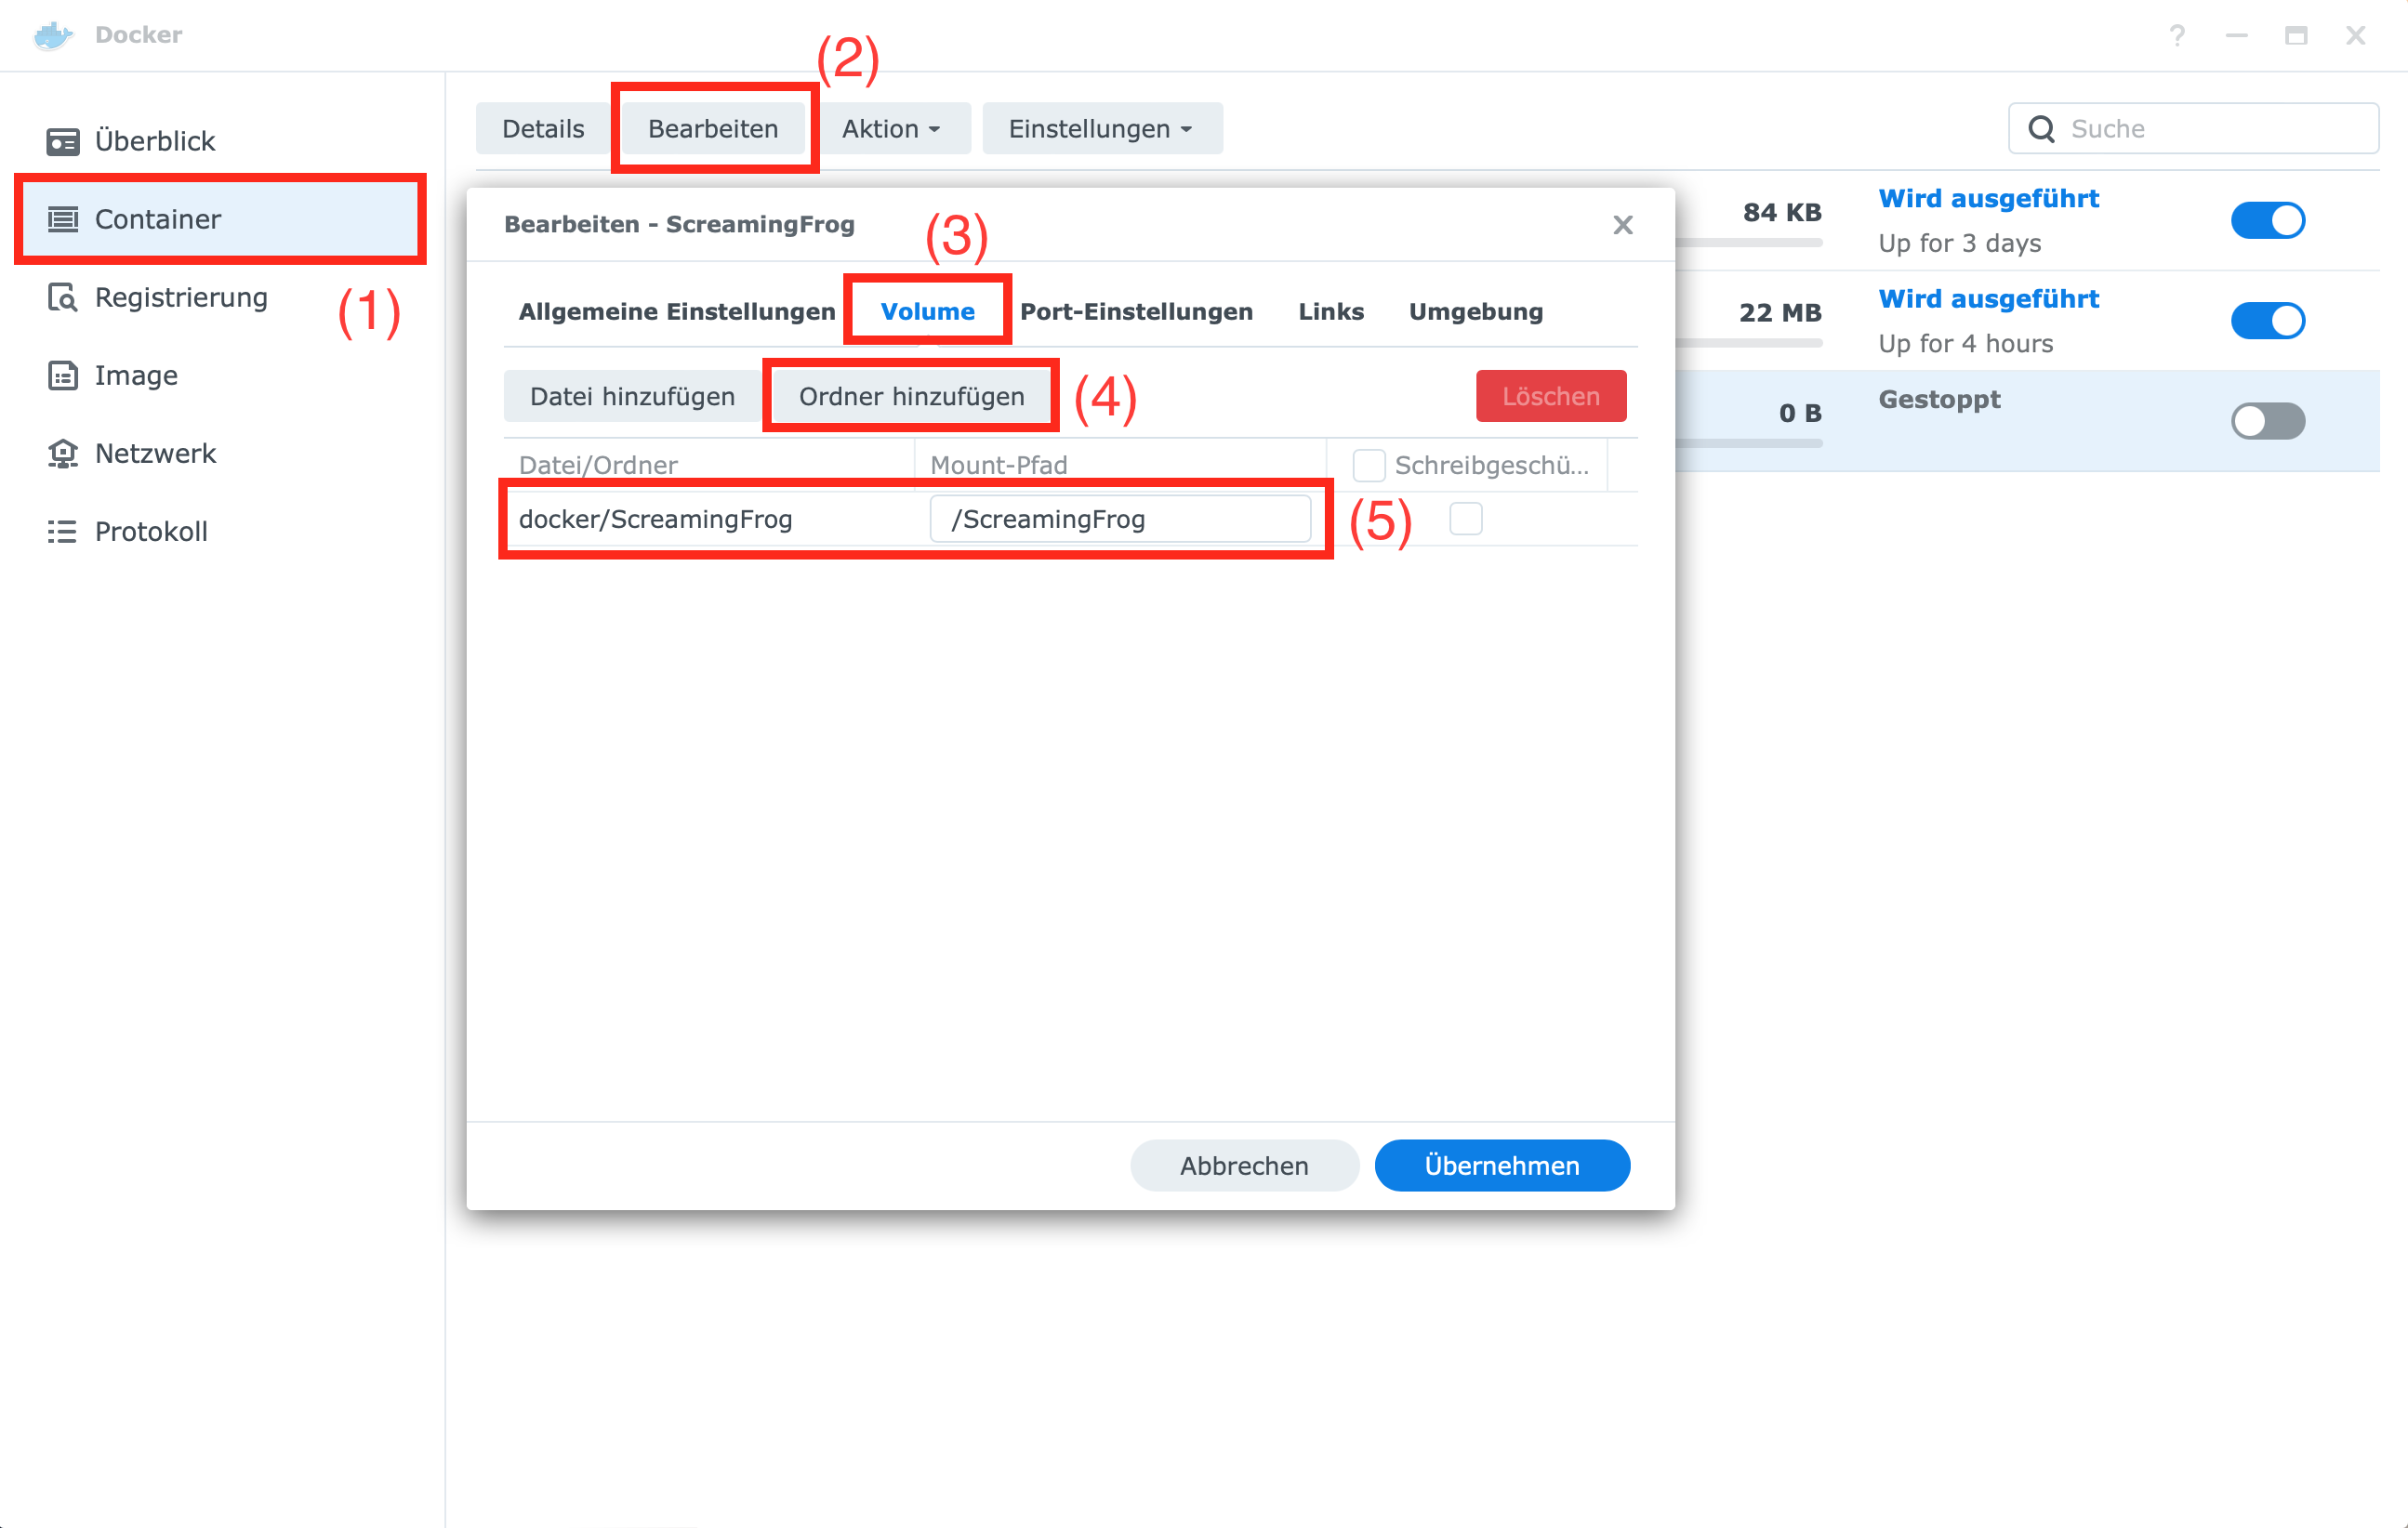 Docker
?
(2)
Überblick
Container
Registrierung
(1)
Image
Netzwerk
Protokoll
Details
Bearbeiten
Aktion
Einstellungen
Suche
84 KB
Wird ausgeführt
Up for 3 days
22 MB
Wird ausgeführt
Up for 4 hours
0 B
Gestoppt
Bearbeiten - ScreamingFrog
(3)
Allgemeine Einstellungen
Volume
Port-Einstellungen
Links
Umgebung
Datei hinzufügen
Ordner hinzufügen
(4)
Löschen
Datei/Ordner
Mount-Pfad
Schreibgeschü...
docker/ScreamingFrog
/ScreamingFrog
(5)
Abbrechen
Übernehmen